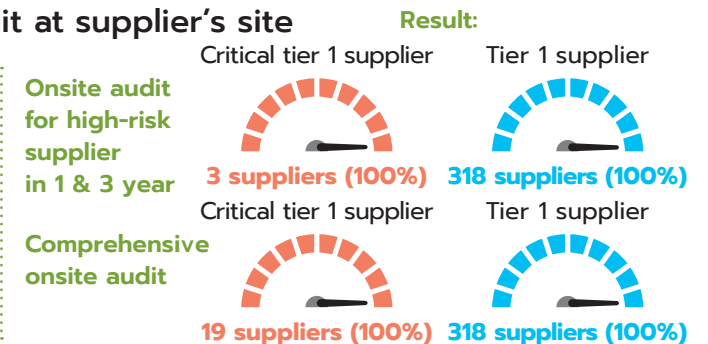 it at supplier's site
Result:
Critical tier 1 supplier
Tier 1 supplier
Onsite audit
for high-risk
supplier
in 1 & 3 year
3 suppliers (100%)
318 suppliers (100%)
Critical tier 1 supplier
Tier 1 supplier
Comprehensive
onsite audit
19 suppliers (100%)
318 suppliers (100%)